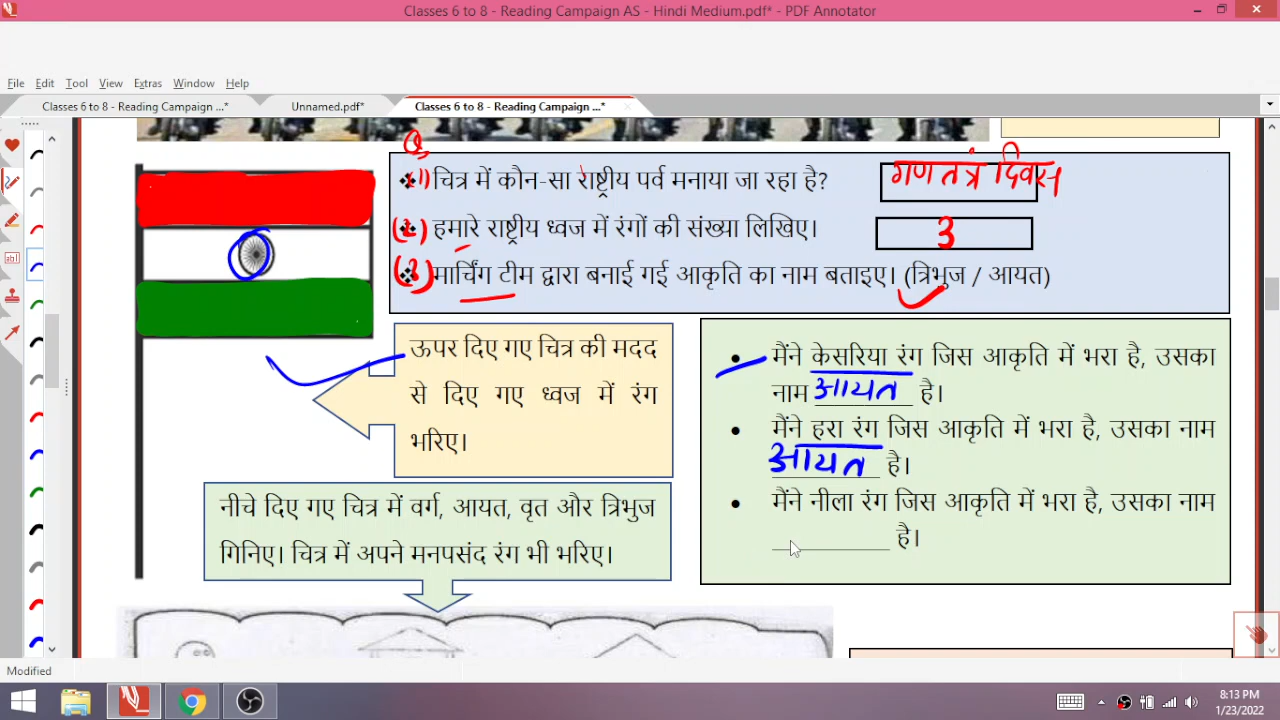 Classes 6 to 8 - Reading Campaign AS - Hindi Medium.pdf* - PDF Annotator
File Edit Tool View Extras Window Help
Classes 6 to 8 - Reading Campaign ...* Unnamed.pdf* Classes 6 to 8 - Reading Campaign ...*
Q.
(1) चित्र में कौन-सा राष्ट्रीय पर्व मनाया जा रहा है? गणतंत्र दिवस
(2) हमारे राष्ट्रीय ध्वज में रंगों की संख्या लिखिए। 3
(3) मार्चिंग टीम द्वारा बनाई गई आकृति का नाम बताइए। (त्रिभुज / आयत)
ऊपर दिए गए चित्र की मदद
से दिए गए ध्वज में रंग
भरिए।
• मैंने केसरिया रंग जिस आकृति में भरा है, उसका
नाम आयत है।
• मैंने हरा रंग जिस आकृति में भरा है, उसका नाम
आयत है।
• मैंने नीला रंग जिस आकृति में भरा है, उसका नाम
__________ है।
नीचे दिए गए चित्र में वर्ग, आयत, वृत और त्रिभुज
गिनिए। चित्र में अपने मनपसंद रंग भी भरिए।
Modified
8:13 PM
1/23/2022